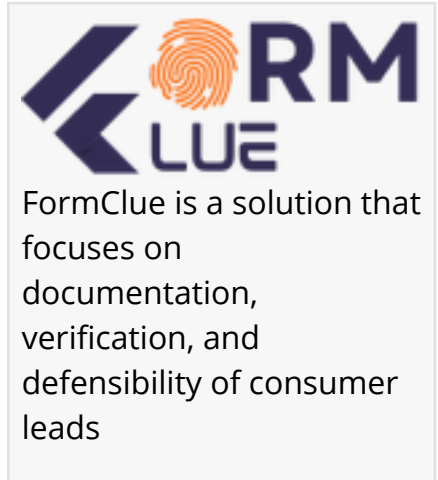 FORM
CLUE
FormClue is a solution that
focuses on
documentation,
verification, and
defensibility of consumer
leads